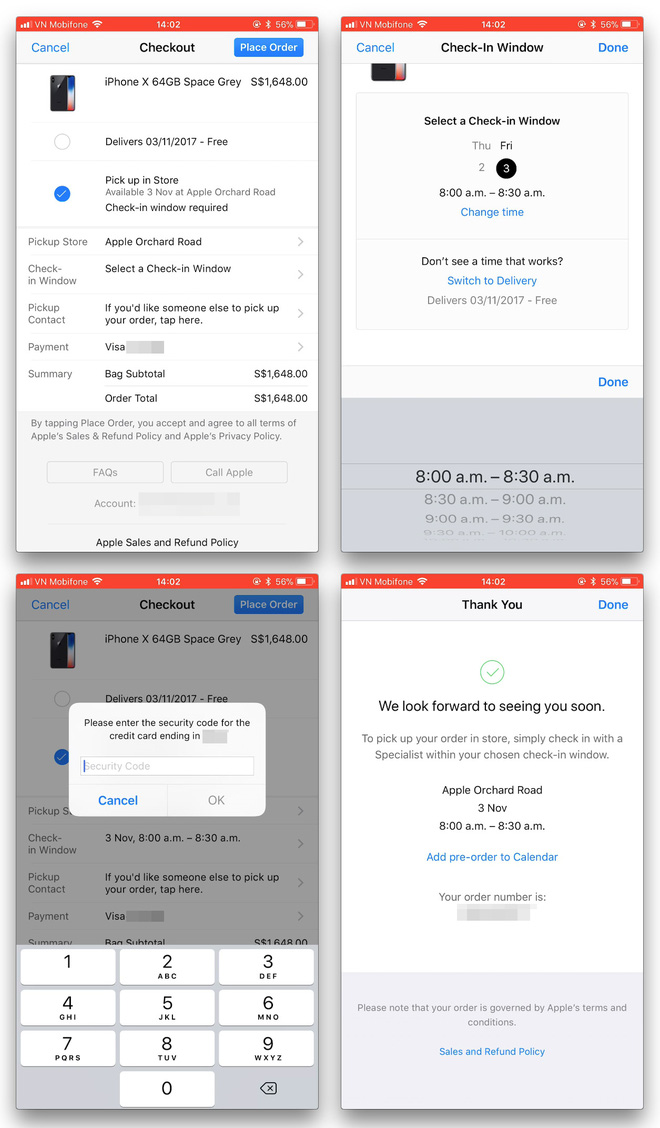 VN Mobifone 14:02 56%
Cancel Checkout Place Order
iPhone X 64GB Space Grey S$1,648.00
Delivers 03/11/2017 - Free
Pick up in Store
Available 3 Nov at Apple Orchard Road
Check-in window required
Pickup Store Apple Orchard Road
Check-
in Window
Select a Check-in Window
Pickup
Contact
If you'd like someone else to pick up
your order, tap here.
Payment Visa
Summary Bag Subtotal S$1,648.00
Order Total S$1,648.00
By tapping Place Order, you accept and agree to all terms of
Apple's Sales & Refund Policy and Apple's Privacy Policy.
FAQs Call Apple
Account:
Apple Sales and Refund Policy
VN Mobifone 14:02 56%
Cancel Check-In Window Done
Select a Check-in Window
Thu Fri
2 3
8:00 a.m. – 8:30 a.m.
Change time
Don't see a time that works?
Switch to Delivery
Delivers 03/11/2017 - Free
Done
8:00 a.m. – 8:30 a.m.
8:30 a.m. – 9:00 a.m.
9:00 a.m. – 9:30 a.m.
9:30 a.m. – 10:00 a.m.
VN Mobifone 14:02 56%
Cancel Checkout Place Order
iPhone X 64GB Space Grey S$1,648.00
Delivers 03/11/2017 - Free
Please enter the security code for the
credit card ending in
Security Code
Cancel OK
Pickup S
Check-
in Window
3 Nov, 8:00 a.m. – 8:30 a.m.
Pickup
Contact
If you'd like someone else to pick up
your order, tap here.
Payment Visa
Summary Bag Subtotal S$1,648.00
1 2 3
ABC DEF
4 5 6
GHI JKL MNO
7 8 9
PQRS TUV WXYZ
0
VN Mobifone 14:02 56%
Thank You Done
We look forward to seeing you soon.
To pick up your order in store, simply check in with a
Specialist within your chosen check-in window.
Apple Orchard Road
3 Nov
8:00 a.m. – 8:30 a.m.
Add pre-order to Calendar
Your order number is:
Please note that your order is governed by Apple's terms and
conditions.
Sales and Refund Policy